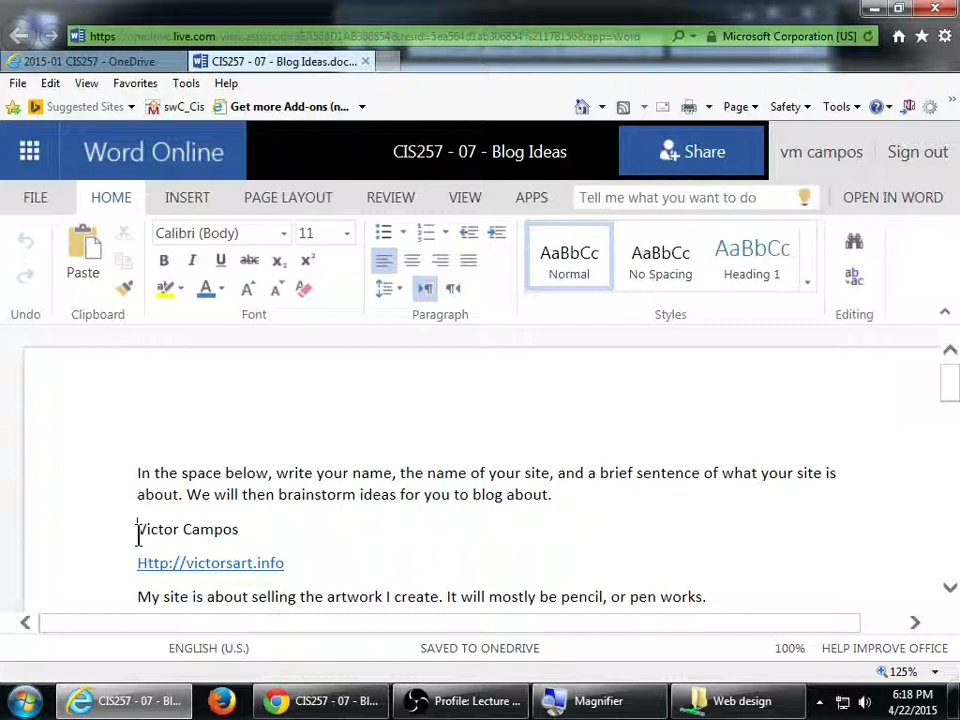 https://onedrive.live.com
Microsoft Corporation [US]
2015-01 CIS257 - OneDrive
CIS257 - 07 - Blog Ideas.doc...
File Edit View Favorites Tools Help
Suggested Sites
swC_Cis
Get more Add-ons (n...
Page
Safety
Tools
Word Online
CIS257 - 07 - Blog Ideas
Share
vm campos
Sign out
FILE HOME INSERT PAGE LAYOUT REVIEW VIEW APPS
Tell me what you want to do
OPEN IN WORD
Calibri (Body) 11
Paste
AaBbCc AaBbCc AaBbCc
Normal No Spacing Heading 1
Undo Clipboard Font Paragraph Styles Editing
In the space below, write your name, the name of your site, and a brief sentence of what your site is
about. We will then brainstorm ideas for you to blog about.
Victor Campos
Http://victorsart.info
My site is about selling the artwork I create. It will mostly be pencil, or pen works.
ENGLISH (U.S.) SAVED TO ONEDRIVE 100% HELP IMPROVE OFFICE
125%
CIS257 - 07 - Blog I...
CIS257 - 07 - Bl...
Profile: Lecture ...
Magnifier
Web design
6:18 PM
4/22/2015